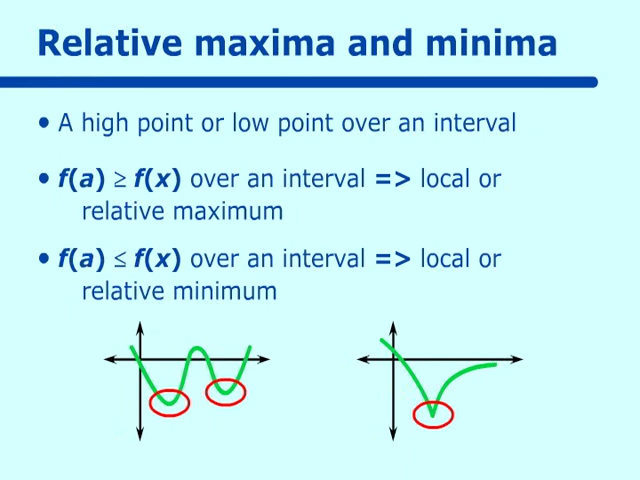 Relative maxima and minima
• A high point or low point over an interval
• f(a) ≥ f(x) over an interval => local or
relative maximum
• f(a) ≤ f(x) over an interval => local or
relative minimum